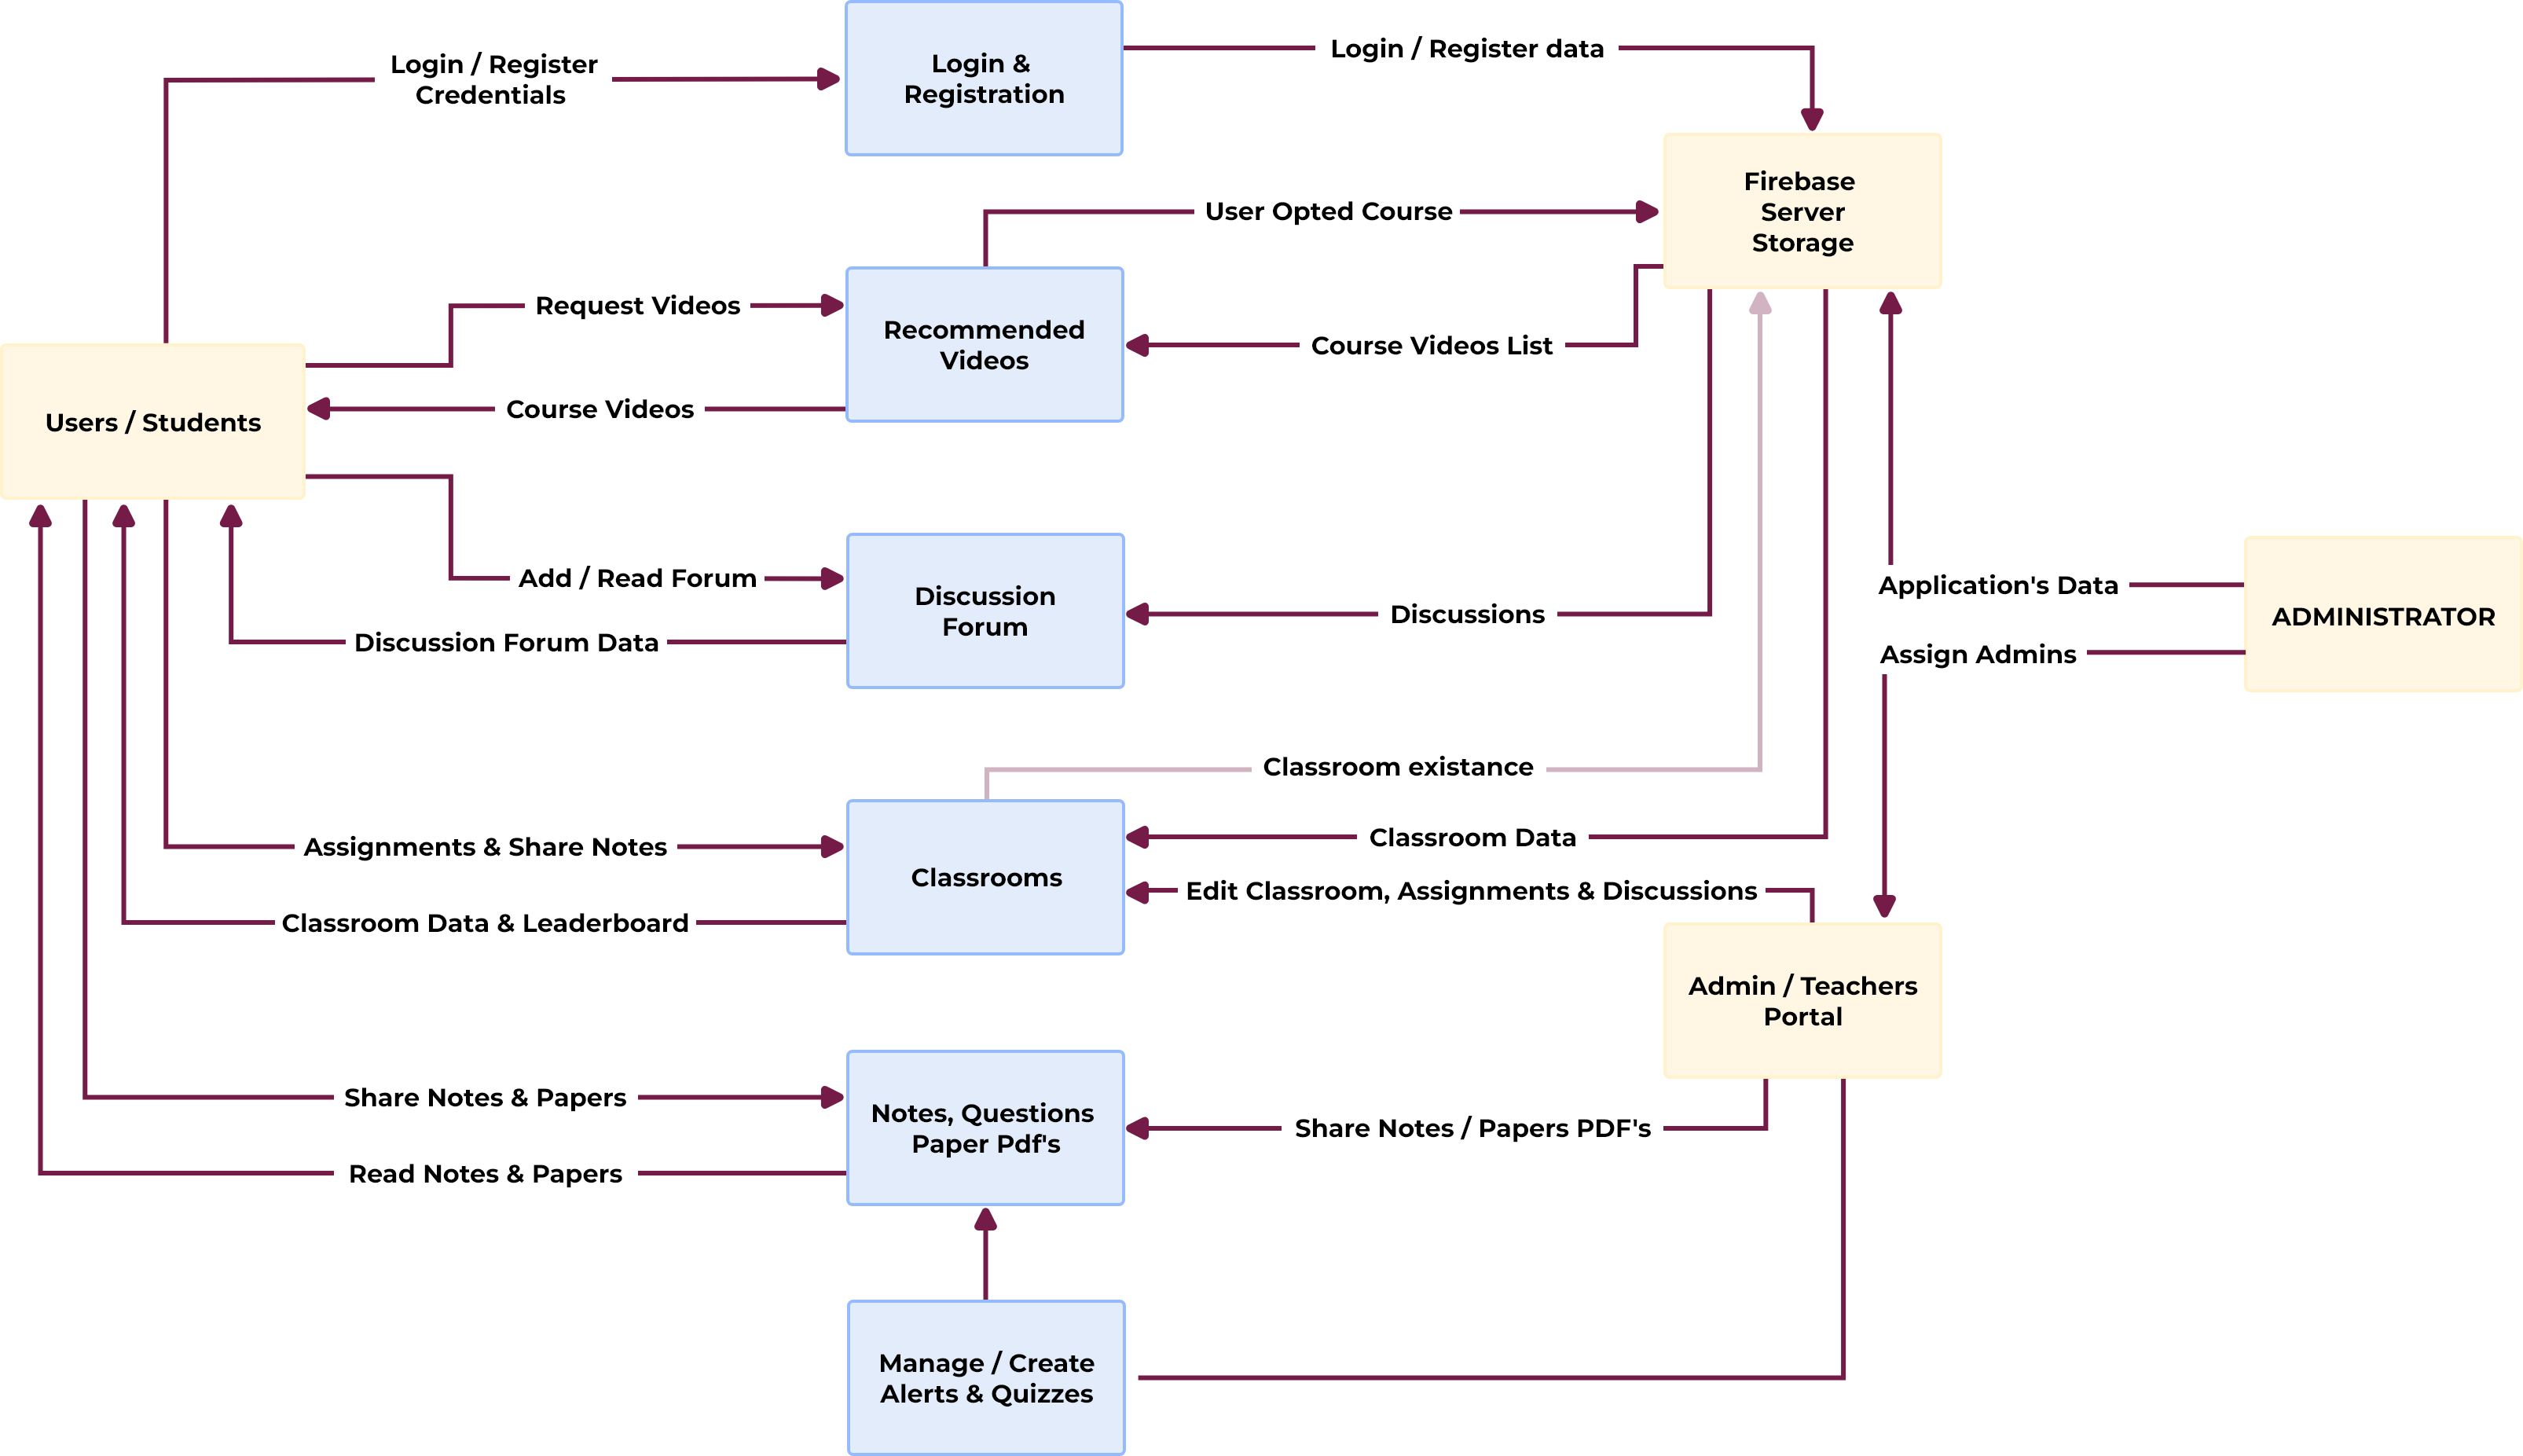 Login / Register
Credentials
Login &
Registration
Login / Register data
Firebase
Server
Storage
User Opted Course
Request Videos
Recommended
Videos
Course Videos List
Course Videos
Users / Students
Add / Read Forum
Discussion
Forum
Discussions
Discussion Forum Data
Application's Data
ADMINISTRATOR
Assign Admins
Classroom existance
Assignments & Share Notes
Classrooms
Classroom Data
Edit Classroom, Assignments & Discussions
Classroom Data & Leaderboard
Admin / Teachers
Portal
Share Notes & Papers
Notes, Questions
Paper Pdf's
Share Notes / Papers PDF's
Read Notes & Papers
Manage / Create
Alerts & Quizzes